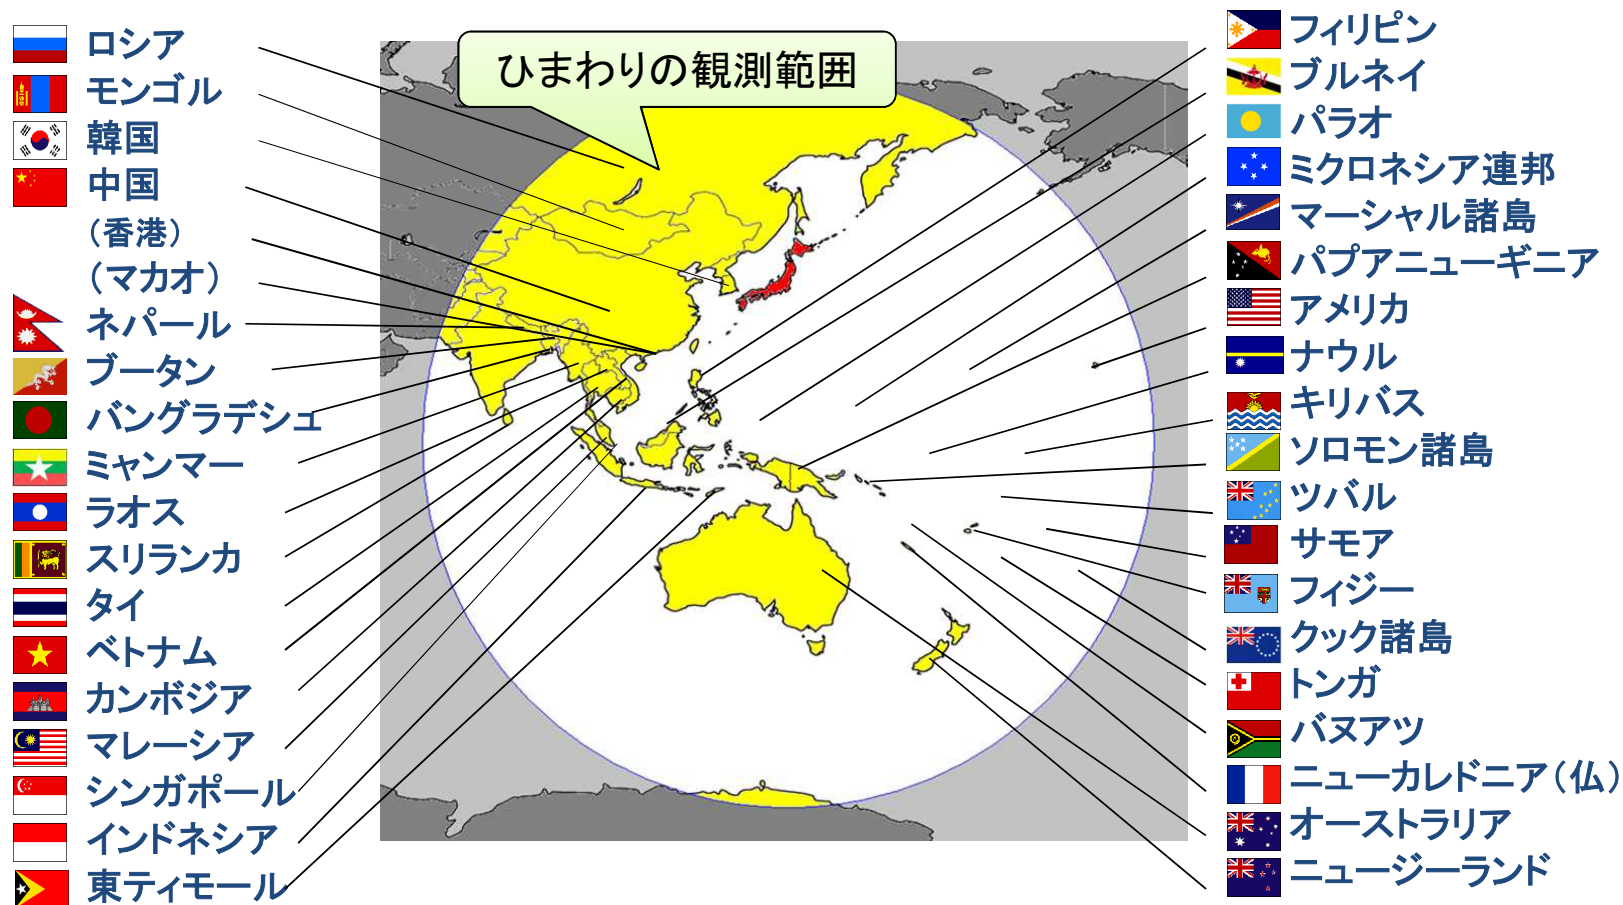 ひまわりの観測範囲
ロシア
モンゴル
韓国
中国
（香港）
（マカオ）
ネパール
ブータン
バングラデシュ
ミャンマー
ラオス
スリランカ
タイ
ベトナム
カンボジア
マレーシア
シンガポール
インドネシア
東ティモール
フィリピン
ブルネイ
パラオ
ミクロネシア連邦
マーシャル諸島
パプアニューギニア
アメリカ
ナウル
キリバス
ソロモン諸島
ツバル
サモア
フィジー
クック諸島
トンガ
バヌアツ
ニューカレドニア（仏）
オーストラリア
ニュージーランド